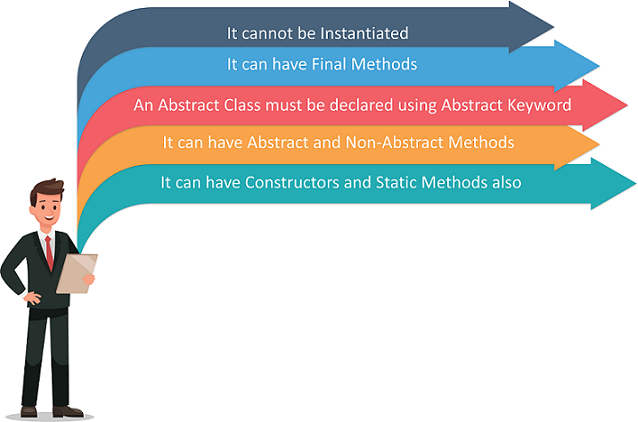 It cannot be Instantiated
It can have Final Methods
An Abstract Class must be declared using Abstract Keyword
It can have Abstract and Non-Abstract Methods
It can have Constructors and Static Methods also